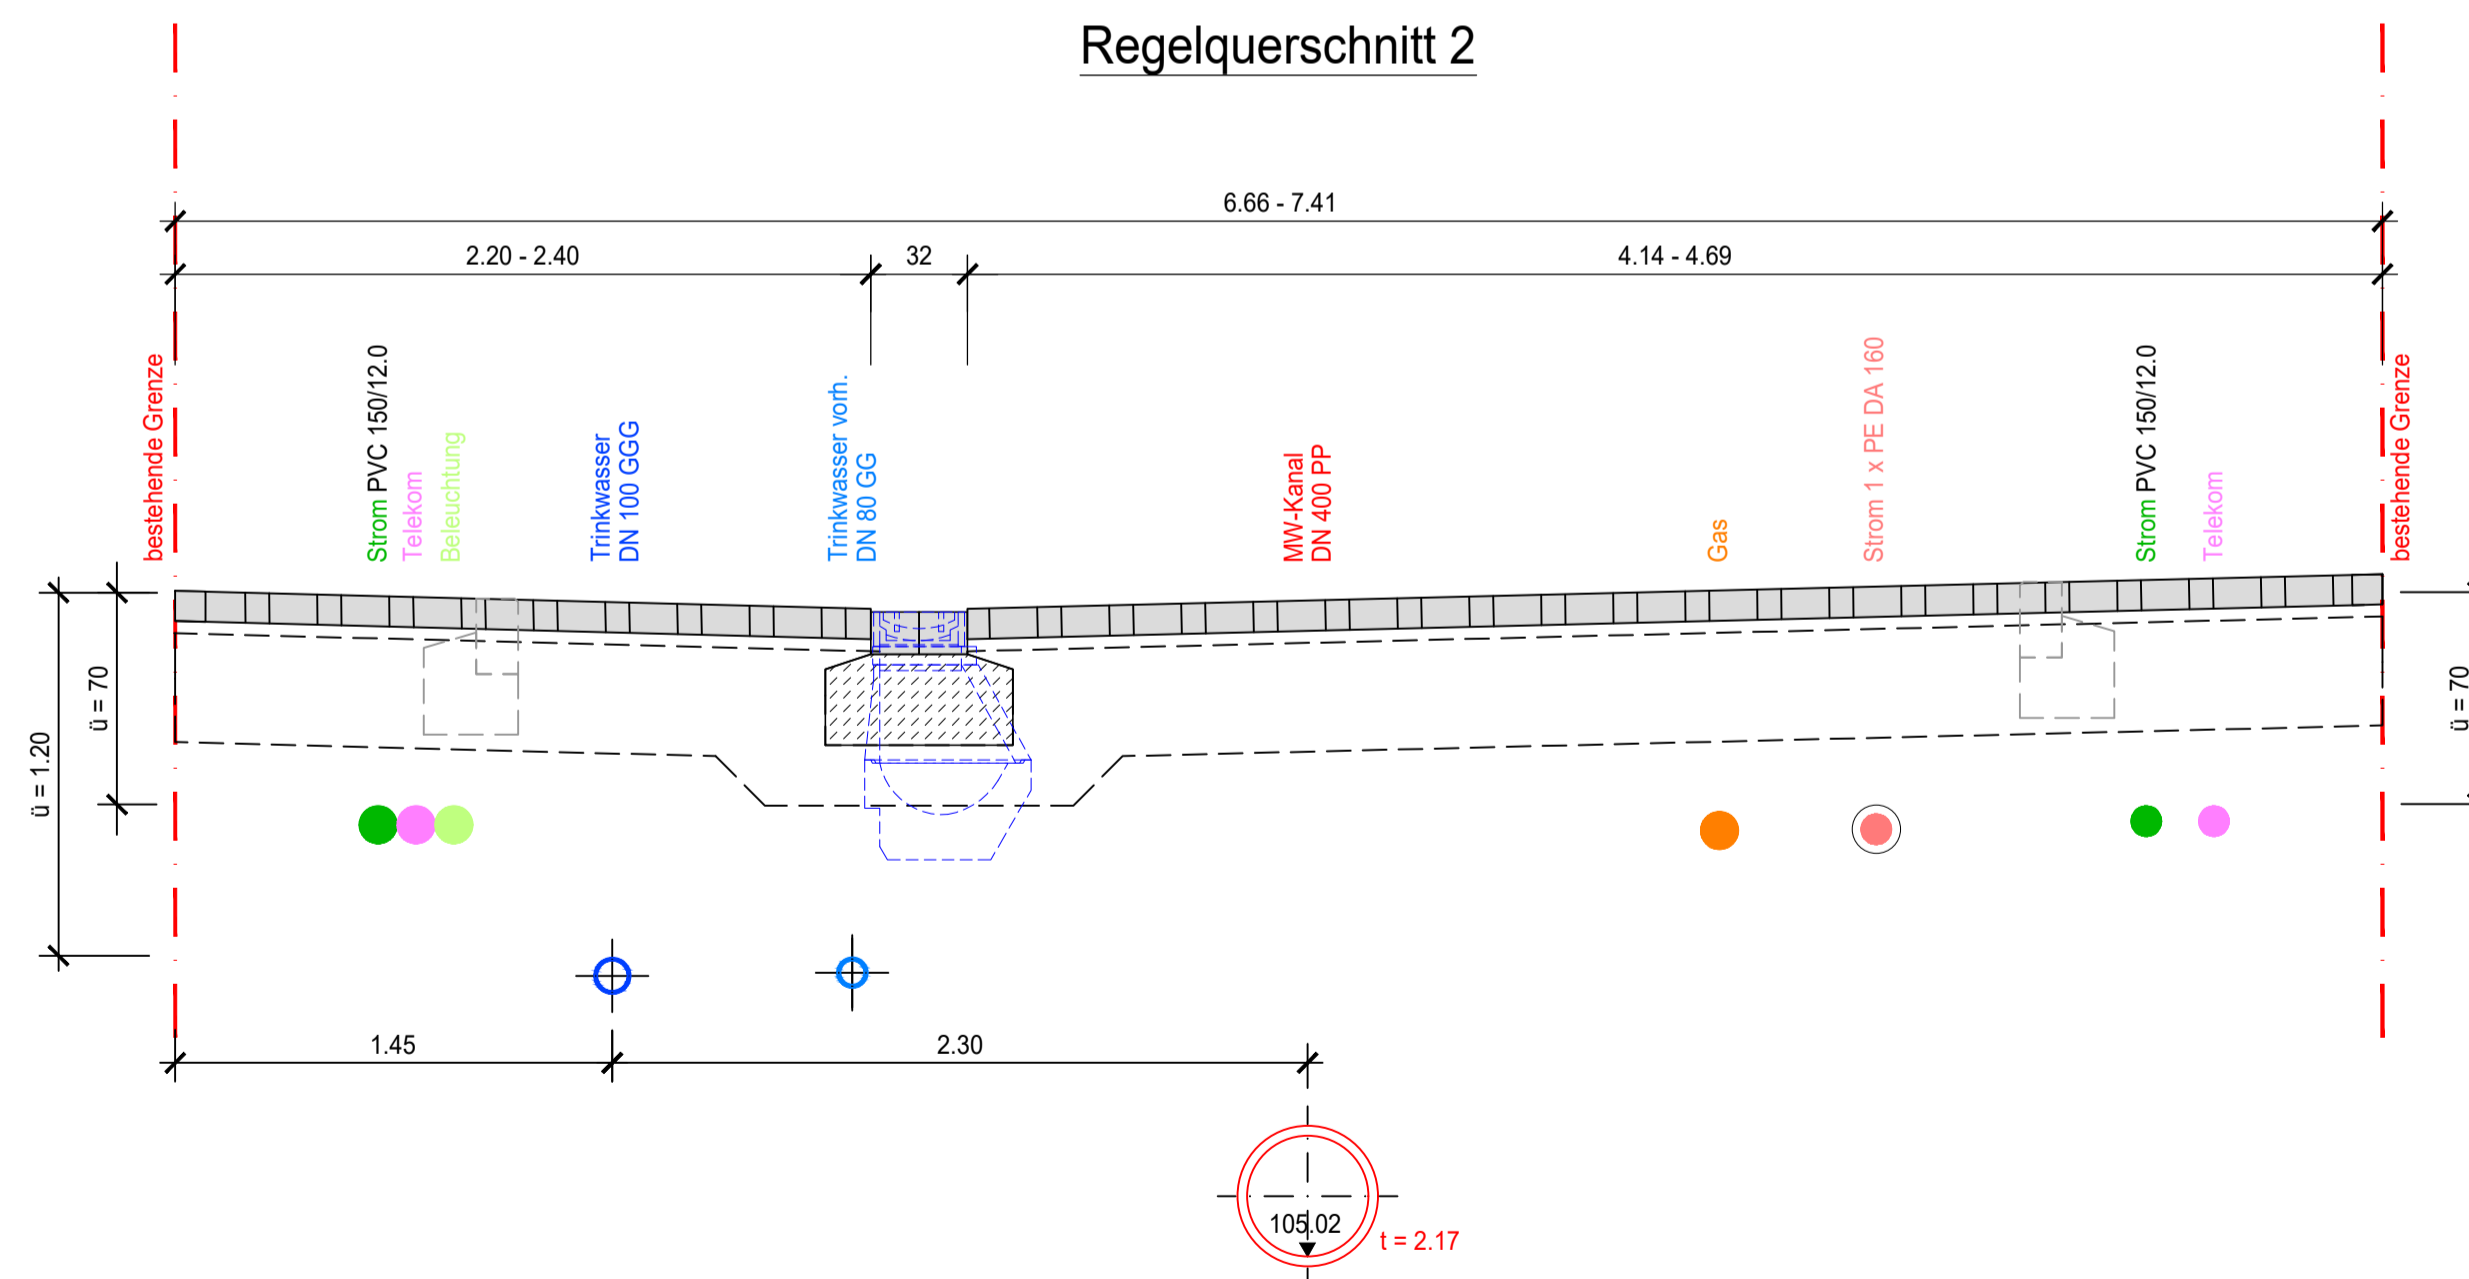 Regelquerschnitt 2
6.66 - 7.41
2.20 - 2.40
32
4.14 - 4.69
bestehende Grenze
Strom PVC 150/12.0
Telekom
Beleuchtung
Trinkwasser
DN 100 GGG
Trinkwasser vorh.
DN 80 GG
MW-Kanal
DN 400 PP
Gas
Strom 1 x PE DA 160
Strom PVC 150/12.0
Telekom
bestehende Grenze
ü = 1.20
ü = 70
ü = 70
1.45
2.30
105.02
t = 2.17